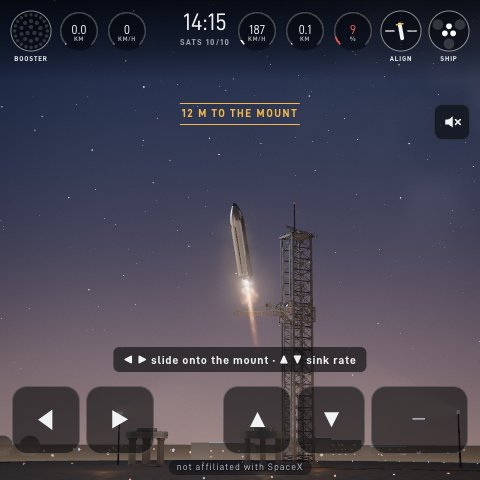 14:15
SATS 10/10
0.0
KM
0
KM/H
187
KM/H
0.1
KM
9
%
BOOSTER
ALIGN
SHIP
12 M TO THE MOUNT
◀ ▶ slide onto the mount · ▲ ▼ sink rate
not affiliated with SpaceX